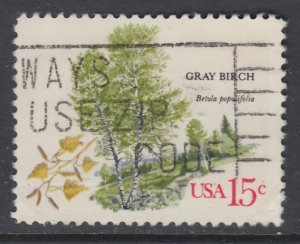 WAYS
GRAY BIRCH
Betula populifolia
USE ZIP
CODE
USA 15c